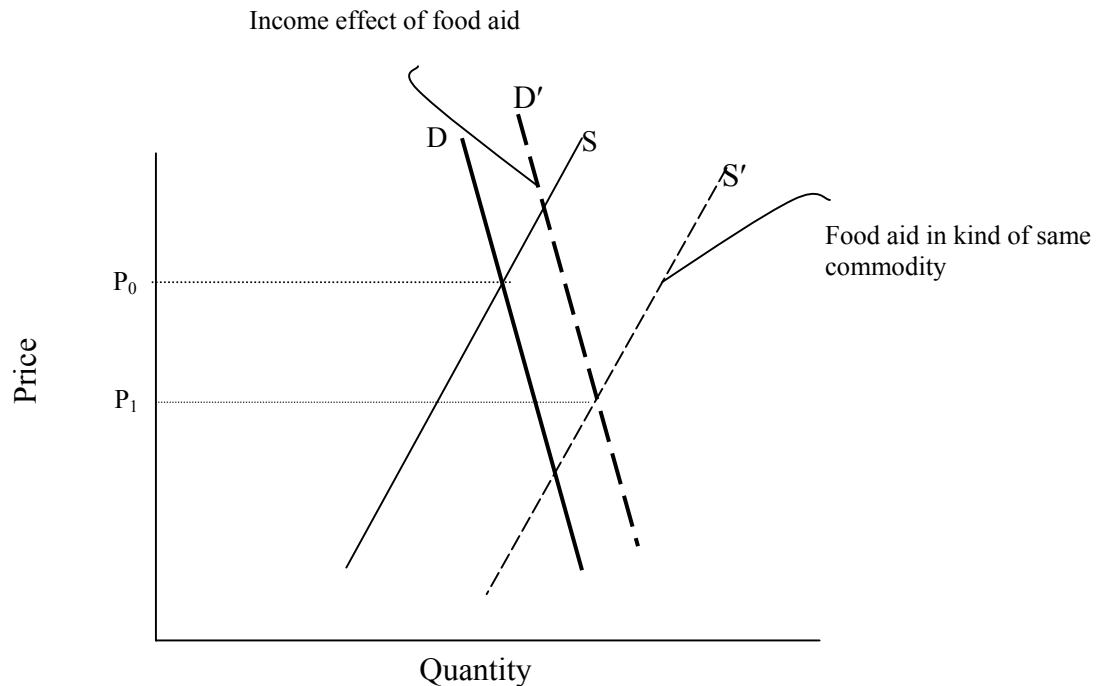 Income effect of food aid
D′
D
S
S′
Food aid in kind of same
commodity
P₀
Price
P₁
Quantity